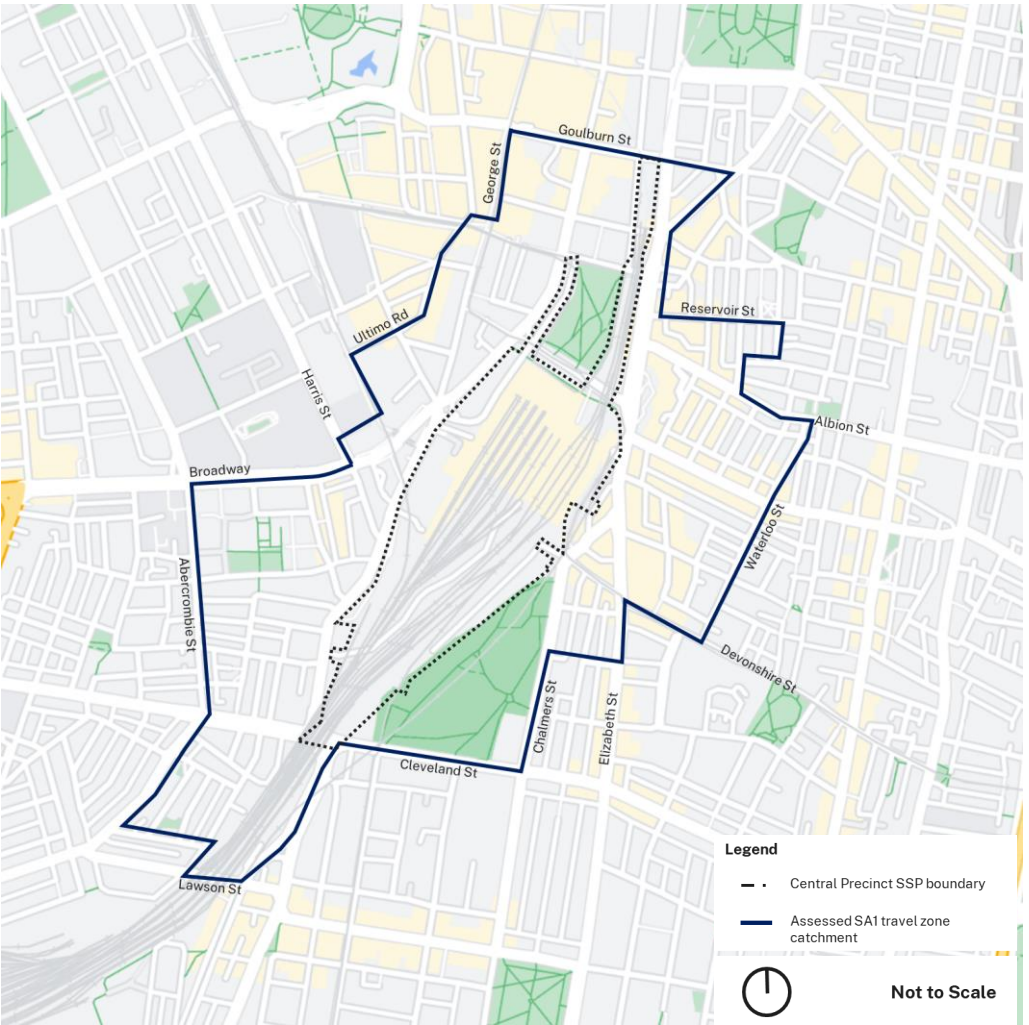 Goulburn St
George St
Reservoir St
Ultimo Rd
Harris St
Albion St
Broadway
Waterloo St
Abercrombie St
Devonshire St
Chalmers St
Elizabeth St
Cleveland St
Lawson St
Legend
Central Precinct SSP boundary
Assessed SA1 travel zone
catchment
Not to Scale